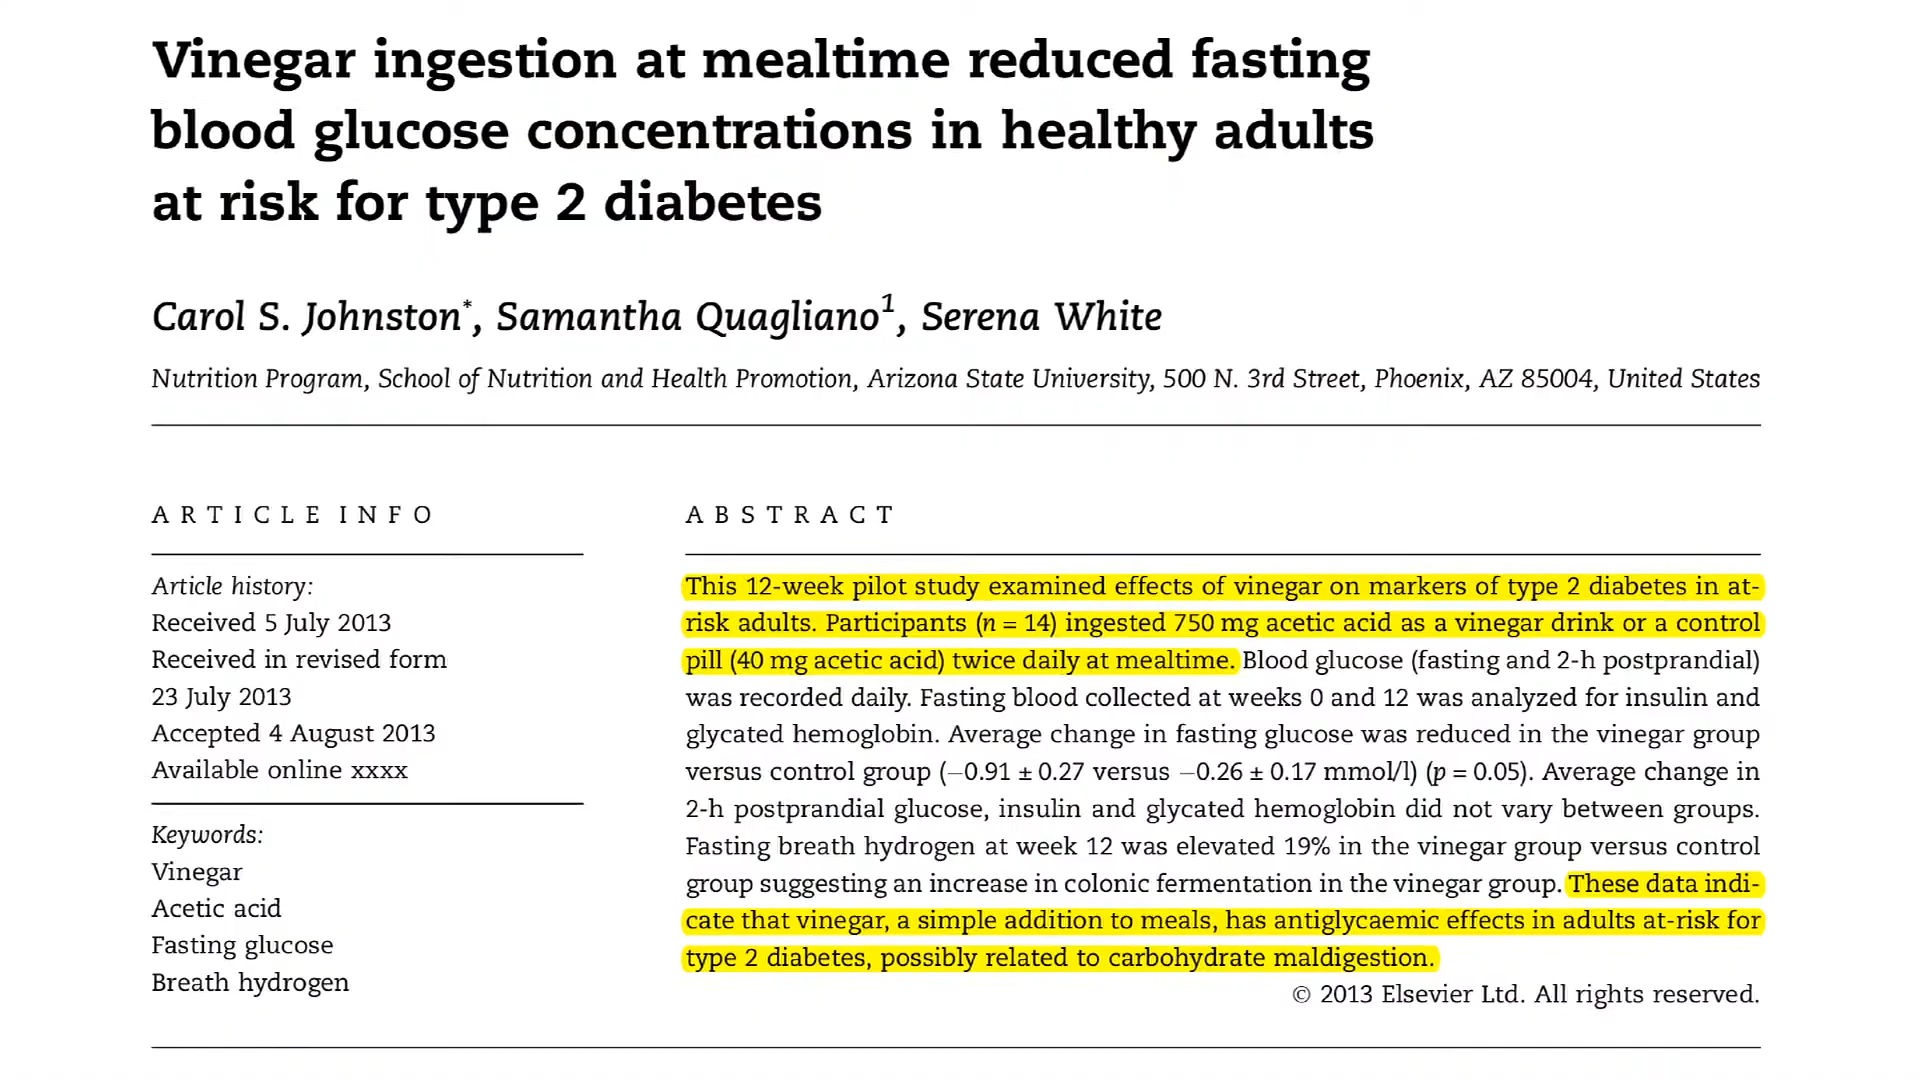 Vinegar ingestion at mealtime reduced fasting
blood glucose concentrations in healthy adults
at risk for type 2 diabetes
Carol S. Johnston*, Samantha Quagliano1, Serena White
Nutrition Program, School of Nutrition and Health Promotion, Arizona State University, 500 N. 3rd Street, Phoenix, AZ 85004, United States
ARTICLE INFO
Article history:
Received 5 July 2013
Received in revised form
23 July 2013
Accepted 4 August 2013
Available online xxxx
Keywords:
Vinegar
Acetic acid
Fasting glucose
Breath hydrogen
ABSTRACT
This 12-week pilot study examined effects of vinegar on markers of type 2 diabetes in at-
risk adults. Participants (n = 14) ingested 750 mg acetic acid as a vinegar drink or a control
pill (40 mg acetic acid) twice daily at mealtime. Blood glucose (fasting and 2-h postprandial)
was recorded daily. Fasting blood collected at weeks 0 and 12 was analyzed for insulin and
glycated hemoglobin. Average change in fasting glucose was reduced in the vinegar group
versus control group (−0.91 ± 0.27 versus −0.26 ± 0.17 mmol/l) (p = 0.05). Average change in
2-h postprandial glucose, insulin and glycated hemoglobin did not vary between groups.
Fasting breath hydrogen at week 12 was elevated 19% in the vinegar group versus control
group suggesting an increase in colonic fermentation in the vinegar group. These data indi-
cate that vinegar, a simple addition to meals, has antiglycaemic effects in adults at-risk for
type 2 diabetes, possibly related to carbohydrate maldigestion.
© 2013 Elsevier Ltd. All rights reserved.